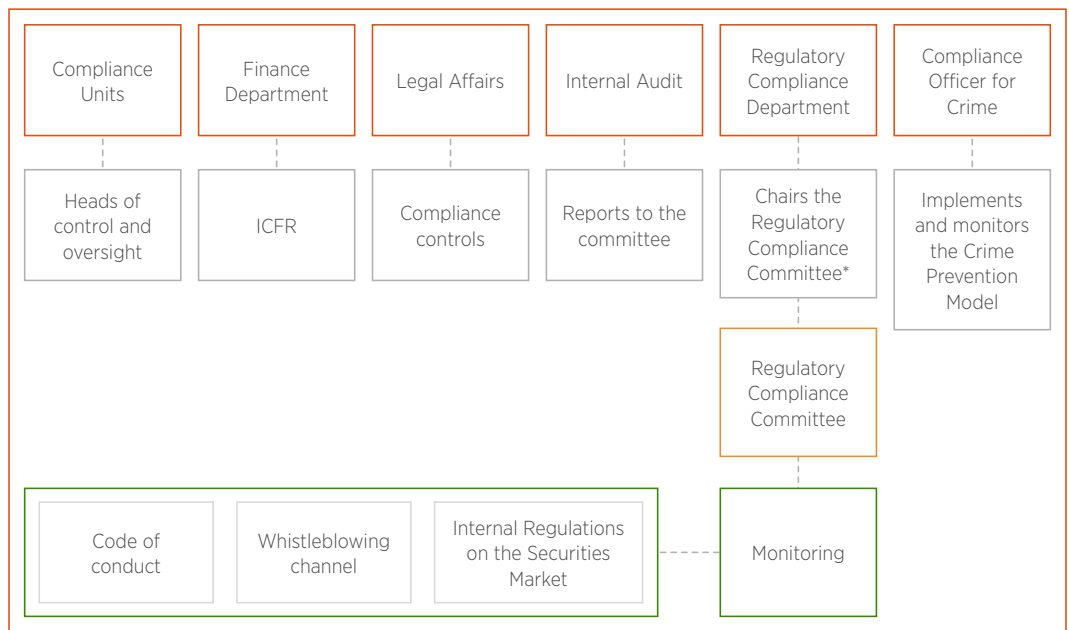 Compliance
Units
Finance
Department
Legal Affairs
Internal Audit
Regulatory
Compliance
Department
Compliance
Officer for
Crime
Heads of
control and
oversight
ICFR
Compliance
controls
Reports to the
committee
Chairs the
Regulatory
Compliance
Committee*
Implements
and monitors
the Crime
Prevention
Model
Regulatory
Compliance
Committee
Code of
conduct
Whistleblowing
channel
Internal Regulations
on the Securities
Market
Monitoring